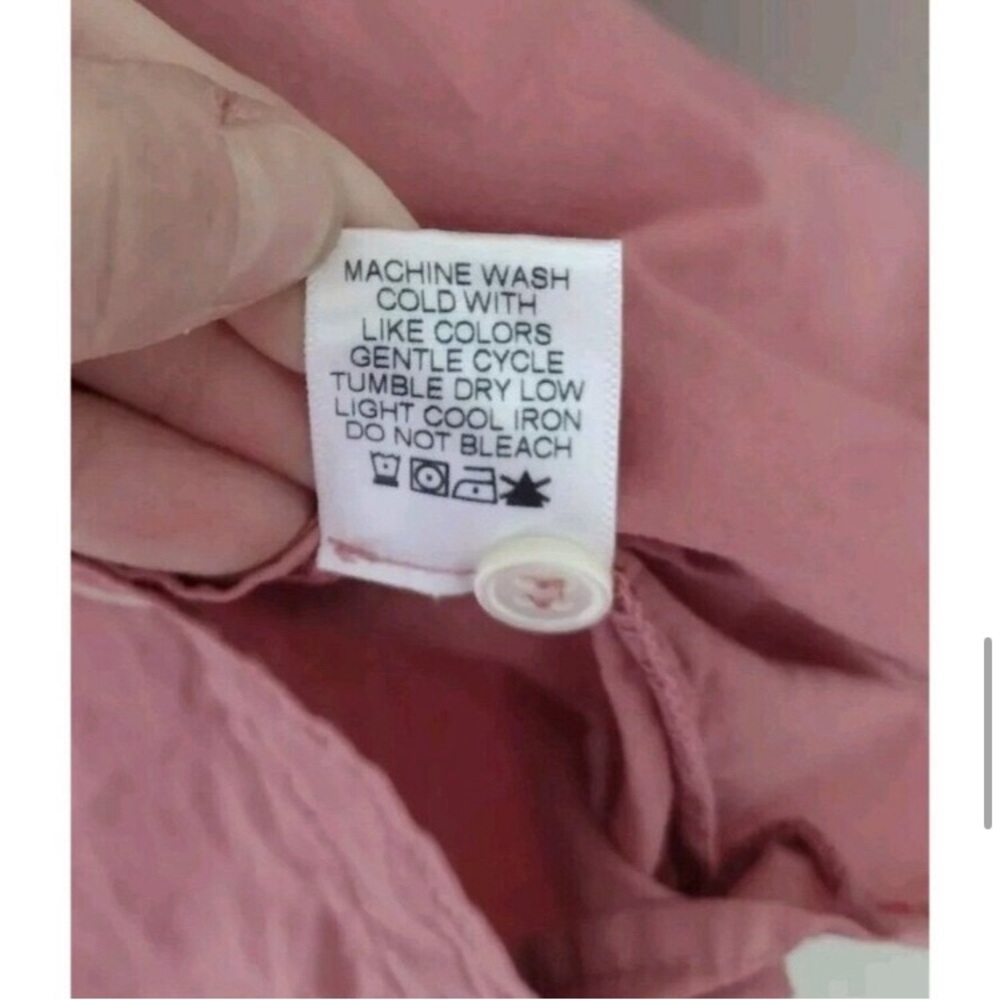 MACHINE WASH
COLD WITH
LIKE COLORS
GENTLE CYCLE
TUMBLE DRY LOW
LIGHT COOL IRON
DO NOT BLEACH